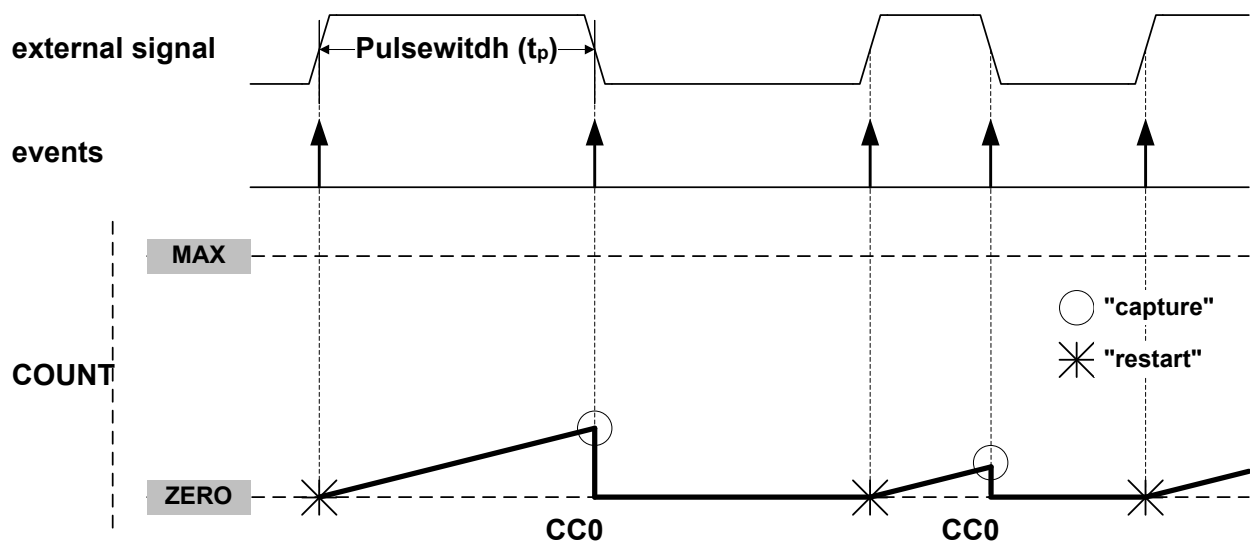 external signal
Pulsewitdh (tp)
events
MAX
"capture"
"restart"
COUNT
ZERO
CC0
CC0